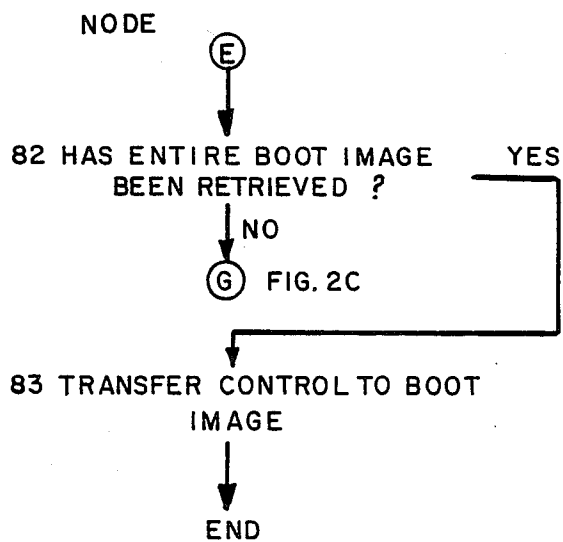 NODE
E
82 HAS ENTIRE BOOT IMAGE YES
BEEN RETRIEVED ?
NO
G FIG. 2C
83 TRANSFER CONTROL TO BOOT
IMAGE
END